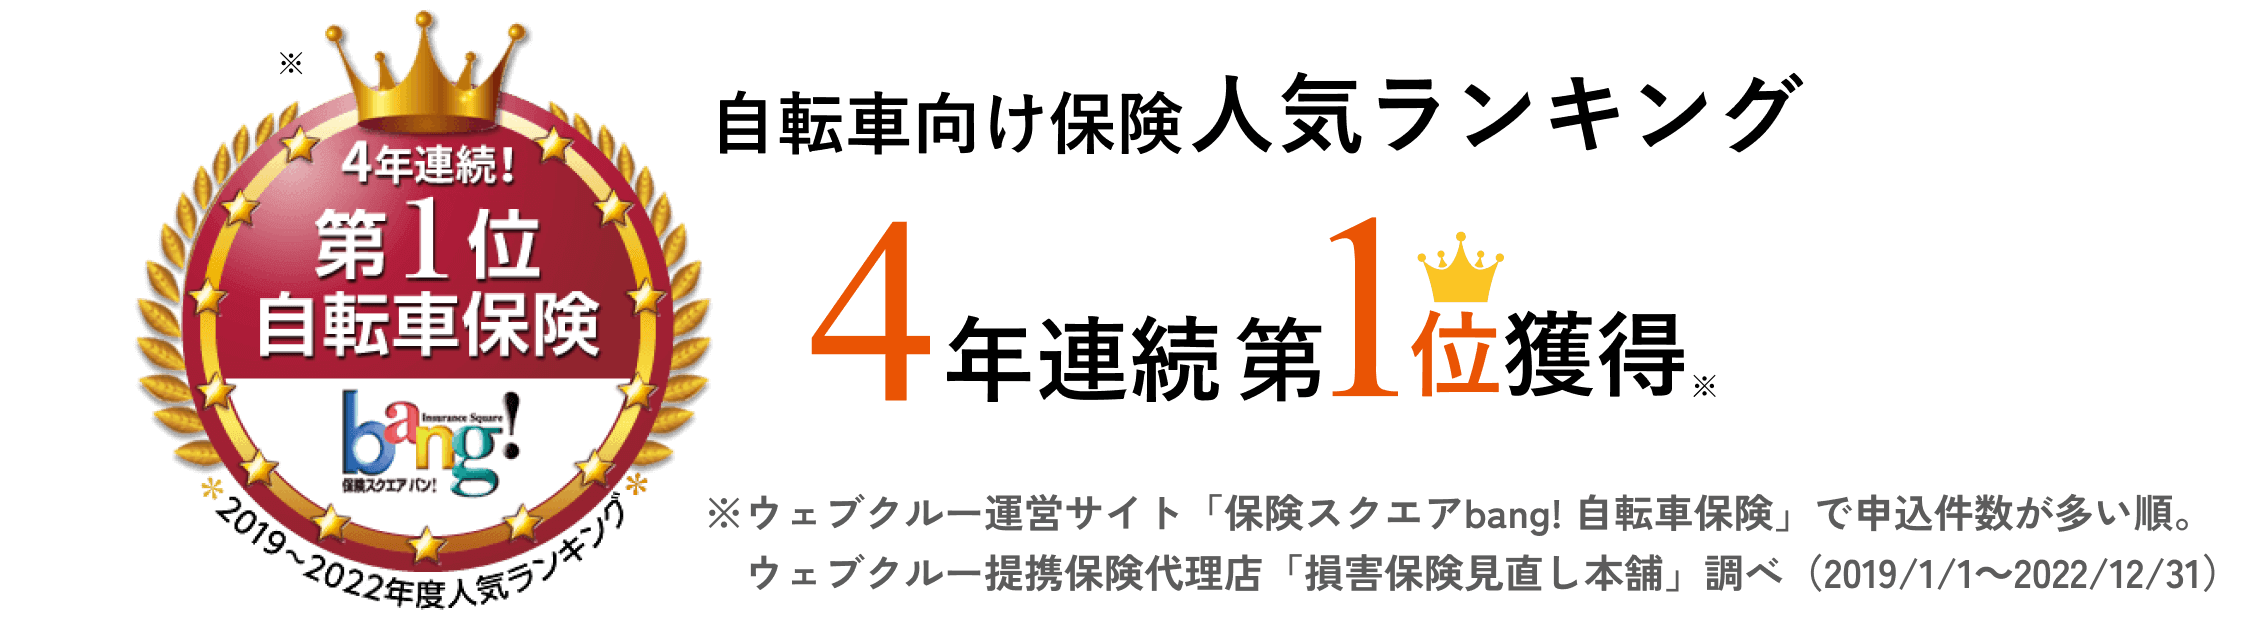 ※
4年連続!
第1位
自転車保険
bang!
Insurance Square
保険スクエア バン!
*2019～2022年度人気ランキング*
自転車向け保険人気ランキング
4年連続 第1位獲得※
※ウェブクルー運営サイト「保険スクエアbang! 自転車保険」で申込件数が多い順。
ウェブクルー提携保険代理店「損害保険見直し本舗」調べ（2019/1/1～2022/12/31）